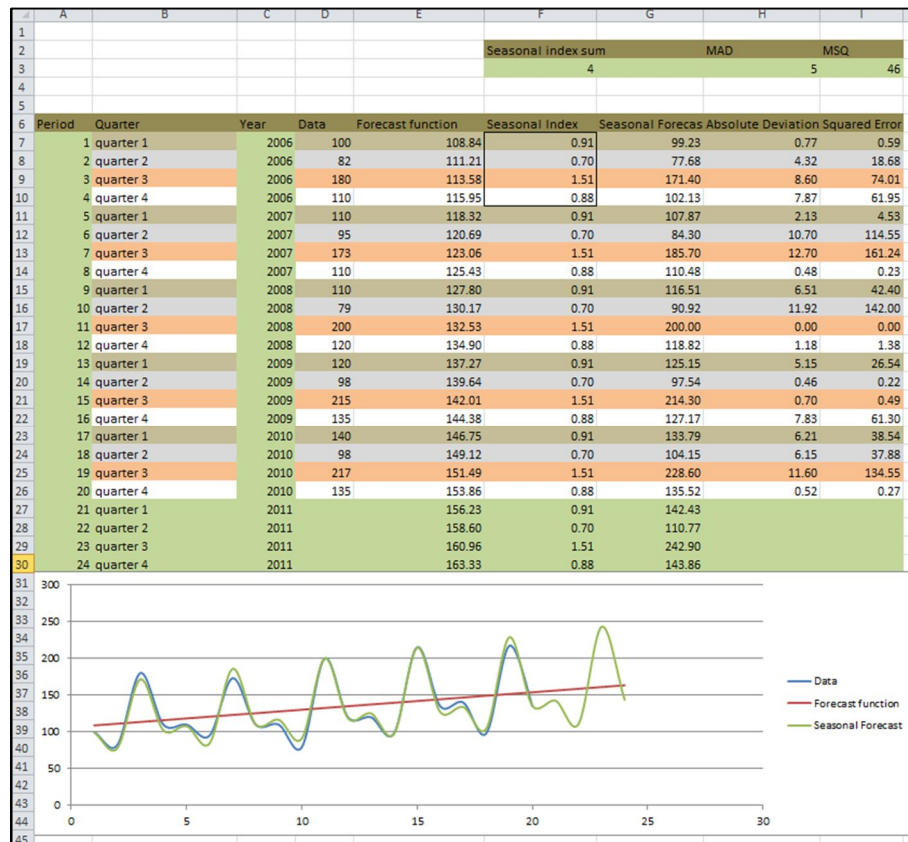 A B C D E F G H I
1
2 Seasonal index sum MAD MSQ
3 4 5 46
4
5
6 Period Quarter Year Data Forecast function Seasonal Index Seasonal Forecas Absolute Deviation Squared Error
7 1 quarter 1 2006 100 108.84 0.91 99.23 0.77 0.59
8 2 quarter 2 2006 82 111.21 0.70 77.68 4.32 18.68
9 3 quarter 3 2006 180 113.58 1.51 171.40 8.60 74.01
10 4 quarter 4 2006 110 115.95 0.88 102.13 7.87 61.95
11 5 quarter 1 2007 110 118.32 0.91 107.87 2.13 4.53
12 6 quarter 2 2007 95 120.69 0.70 84.30 10.70 114.55
13 7 quarter 3 2007 173 123.06 1.51 185.70 12.70 161.24
14 8 quarter 4 2007 110 125.43 0.88 110.48 0.48 0.23
15 9 quarter 1 2008 110 127.80 0.91 116.51 6.51 42.40
16 10 quarter 2 2008 79 130.17 0.70 90.92 11.92 142.00
17 11 quarter 3 2008 200 132.53 1.51 200.00 0.00 0.00
18 12 quarter 4 2008 120 134.90 0.88 118.82 1.18 1.38
19 13 quarter 1 2009 120 137.27 0.91 125.15 5.15 26.54
20 14 quarter 2 2009 98 139.64 0.70 97.54 0.46 0.22
21 15 quarter 3 2009 215 142.01 1.51 214.30 0.70 0.49
22 16 quarter 4 2009 135 144.38 0.88 127.17 7.83 61.30
23 17 quarter 1 2010 140 146.75 0.91 133.79 6.21 38.54
24 18 quarter 2 2010 98 149.12 0.70 104.15 6.15 37.88
25 19 quarter 3 2010 217 151.49 1.51 228.60 11.60 134.55
26 20 quarter 4 2010 135 153.86 0.88 135.52 0.52 0.27
27 21 quarter 1 2011 156.23 0.91 142.43
28 22 quarter 2 2011 158.60 0.70 110.77
29 23 quarter 3 2011 160.96 1.51 242.90
30 24 quarter 4 2011 163.33 0.88 143.86
31 300
32
33 250
34
35 200
36 Data
37 150 Forecast function
38
39 100 Seasonal Forecast
40
41 50
42
43 0
44 0 5 10 15 20 25 30
45